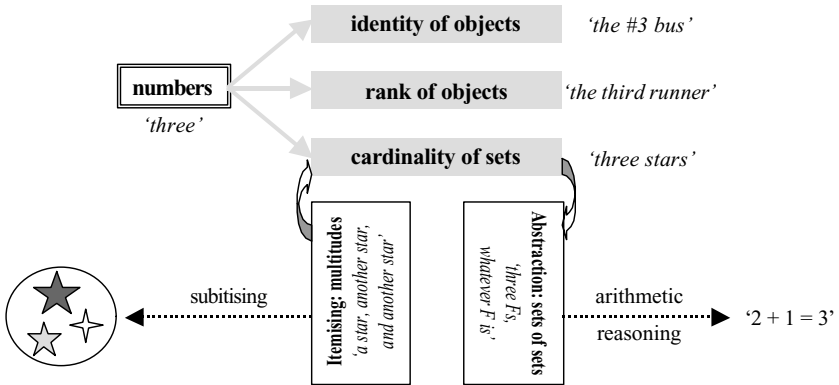 identity of objects
‘the #3 bus’
numbers
rank of objects
‘the third runner’
‘three’
cardinality of sets
‘three stars’
Itemising: multitudes
‘a star, another star,
and another star’
Abstraction: sets of sets
‘three Fs,
whatever F is’
subitising
arithmetic
reasoning
‘2 + 1 = 3’